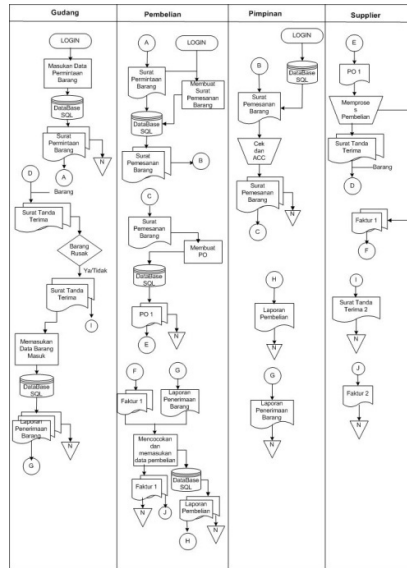 Gudang
LOGIN
Masukan Data
Permintaan
Barang
DataBase
SQL
Surat
Permintaan
Barang
N
A
D
Barang
Surat Tanda
Terima
Barang
Rusak
Ya/Tidak
Surat Tanda
Terima
I
Memasukan
Data Barang
Masuk
DataBase
SQL
Laporan
Penerimaan
Barang
N
G
Pembelian
A
LOGIN
Surat
Permintaan
Barang
Membuat
Surat
Pemesanan
Barang
DataBase
SQL
Surat
Pemesanan
Barang
B
C
Surat
Pemesanan
Barang
Membuat
PO
DataBase
SQL
PO 1
N
E
F
G
Faktur 1
Laporan
Penerimaan
Barang
Mencocokan
dan
memasukan
data pembelian
DataBase
SQL
Faktur 1
N
J
Laporan
Pembelian
N
H
Pimpinan
LOGIN
B
DataBase
SQL
Surat
Pemesanan
Barang
Cek
dan
ACC
Surat
Pemesanan
Barang
N
C
H
Laporan
Pembelian
N
G
Laporan
Penerimaan
Barang
N
Supplier
E
PO 1
Mempros
s
Pembelian
Surat Tanda
Terima
Barang
D
Faktur 1
F
I
Surat Tanda
Terima 2
N
J
Faktur 2
N